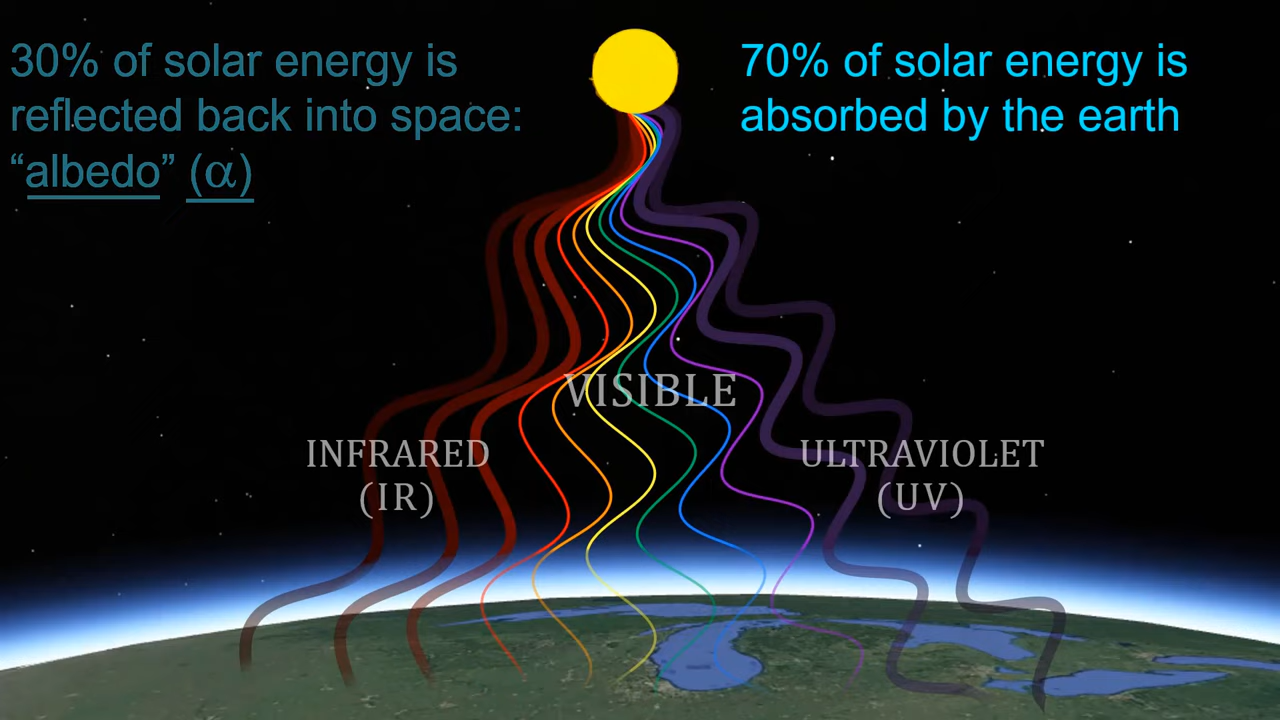 30% of solar energy is
reflected back into space:
“albedo” (α)
70% of solar energy is
absorbed by the earth
VISIBLE
INFRARED
(IR)
ULTRAVIOLET
(UV)